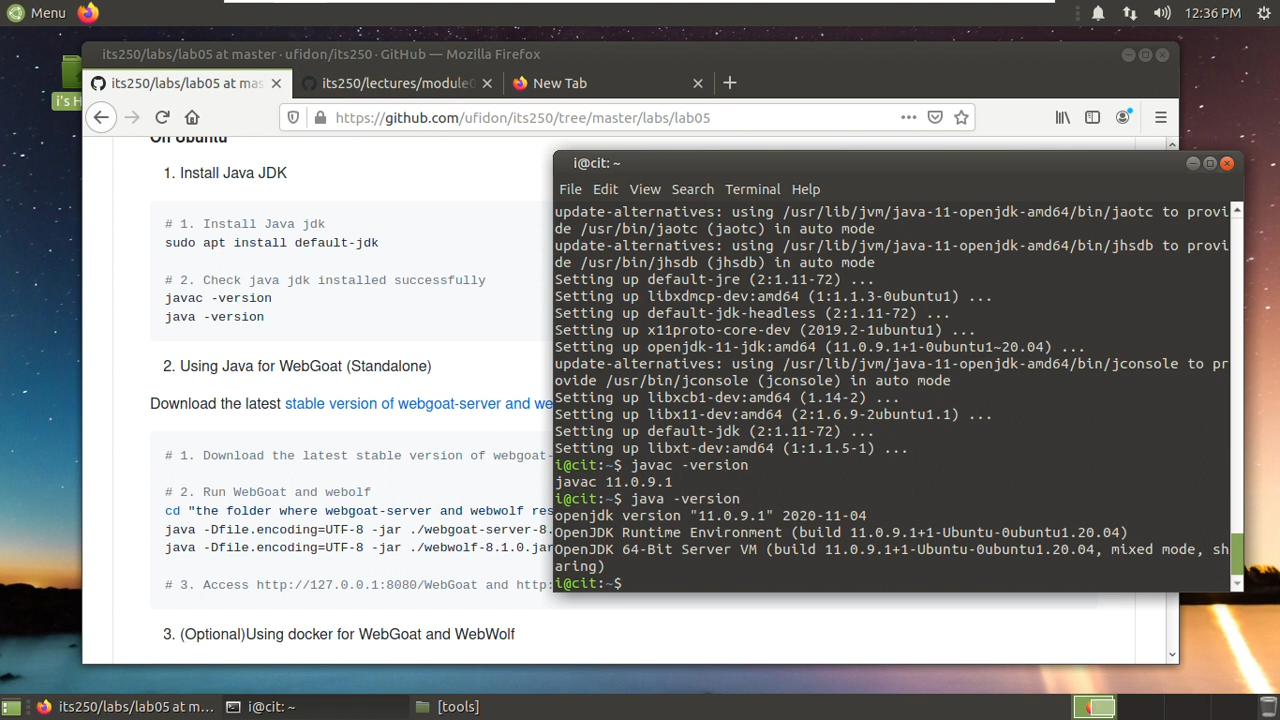 Menu
12:36 PM
its250/labs/lab05 at master · ufidon/its250 · GitHub — Mozilla Firefox
its250/labs/lab05 at mas
its250/lectures/module0
New Tab
https://github.com/ufidon/its250/tree/master/labs/lab05
i's H
On Ubuntu
1. Install Java JDK
# 1. Install Java jdk
sudo apt install default-jdk
# 2. Check java jdk installed successfully
javac -version
java -version
2. Using Java for WebGoat (Standalone)
Download the latest stable version of webgoat-server and we
# 1. Download the latest stable version of webgoat-
# 2. Run WebGoat and webolf
cd "the folder where webgoat-server and webwolf res
java -Dfile.encoding=UTF-8 -jar ./webgoat-server-8.
java -Dfile.encoding=UTF-8 -jar ./webwolf-8.1.0.jar
# 3. Access http://127.0.0.1:8080/WebGoat and http:
3. (Optional)Using docker for WebGoat and WebWolf
i@cit: ~
File Edit View Search Terminal Help
update-alternatives: using /usr/lib/jvm/java-11-openjdk-amd64/bin/jaotc to provi
de /usr/bin/jaotc (jaotc) in auto mode
update-alternatives: using /usr/lib/jvm/java-11-openjdk-amd64/bin/jhsdb to provi
de /usr/bin/jhsdb (jhsdb) in auto mode
Setting up default-jre (2:1.11-72) ...
Setting up libxdmcp-dev:amd64 (1:1.1.3-0ubuntu1) ...
Setting up default-jdk-headless (2:1.11-72) ...
Setting up x11proto-core-dev (2019.2-1ubuntu1) ...
Setting up openjdk-11-jdk:amd64 (11.0.9.1+1-0ubuntu1~20.04) ...
update-alternatives: using /usr/lib/jvm/java-11-openjdk-amd64/bin/jconsole to pr
ovide /usr/bin/jconsole (jconsole) in auto mode
Setting up libxcb1-dev:amd64 (1.14-2) ...
Setting up libx11-dev:amd64 (2:1.6.9-2ubuntu1.1) ...
Setting up default-jdk (2:1.11-72) ...
Setting up libxt-dev:amd64 (1:1.1.5-1) ...
i@cit:~$ javac -version
javac 11.0.9.1
i@cit:~$ java -version
openjdk version "11.0.9.1" 2020-11-04
OpenJDK Runtime Environment (build 11.0.9.1+1-Ubuntu-0ubuntu1.20.04)
OpenJDK 64-Bit Server VM (build 11.0.9.1+1-Ubuntu-0ubuntu1.20.04, mixed mode, sh
aring)
i@cit:~$
its250/labs/lab05 at m...
i@cit: ~
[tools]